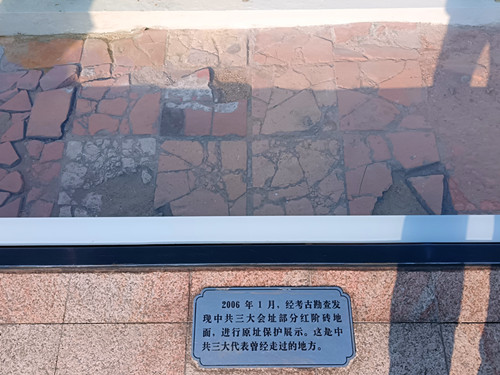 2006 年 1 月，经考古勘查发
现中共三大会址部分红阶砖地
面，进行原址保护展示。这是中
共三大代表曾经走过的地方。